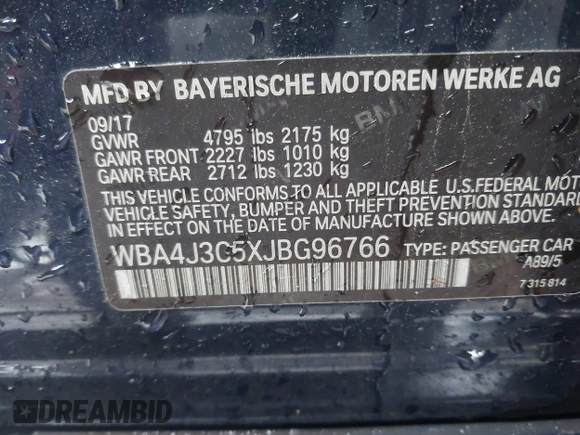 MFD BY BAYERISCHE MOTOREN WERKE AG
09/17
GVWR 4795 lbs 2175 kg
GAWR FRONT 2227 lbs 1010 kg
GAWR REAR 2712 lbs 1230 kg
THIS VEHICLE CONFORMS TO ALL APPLICABLE U.S.FEDERAL MOT
VEHICLE SAFETY, BUMPER AND THEFT PREVENTION STANDARD
IN EFFECT ON THE DATE OF MANUFACTURE SHOWN ABOVE.
WBA4J3C5XJBG96766 TYPE: PASSENGER CAR
A89/5
7 315 814
DREAMBID